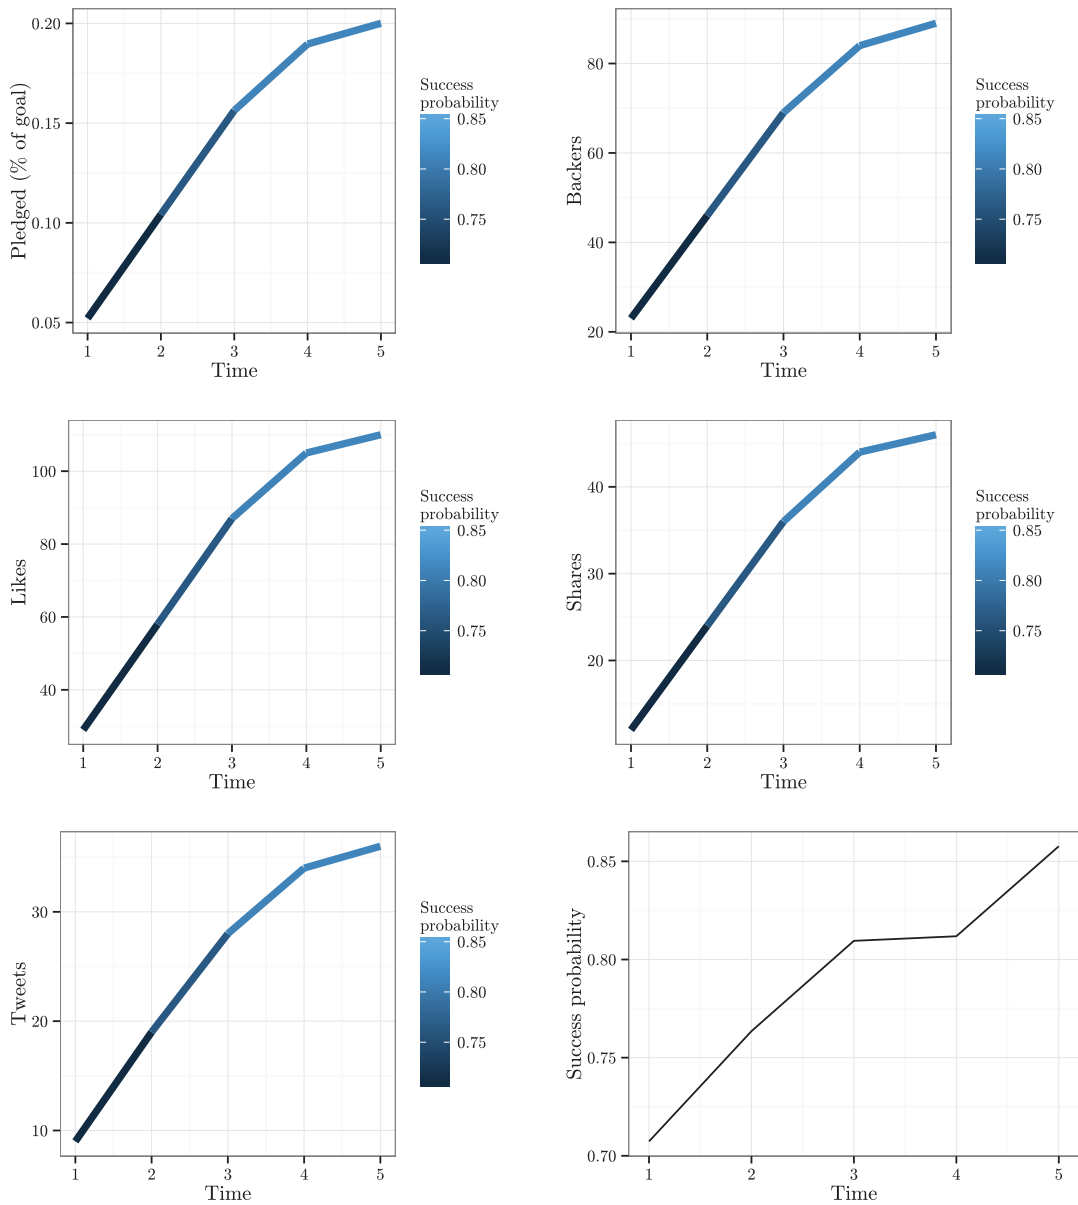 Pledged (% of goal)
0.20
0.15
0.10
0.05
1 2 3 4 5
Time
Success
probability
0.85
0.80
0.75
Backers
80
60
40
20
1 2 3 4 5
Time
Success
probability
0.85
0.80
0.75
Likes
100
80
60
40
1 2 3 4 5
Time
Success
probability
0.85
0.80
0.75
Shares
40
30
20
1 2 3 4 5
Time
Success
probability
0.85
0.80
0.75
Tweets
30
20
10
1 2 3 4 5
Time
Success
probability
0.85
0.80
0.75
Success probability
0.85
0.80
0.75
0.70
1 2 3 4 5
Time